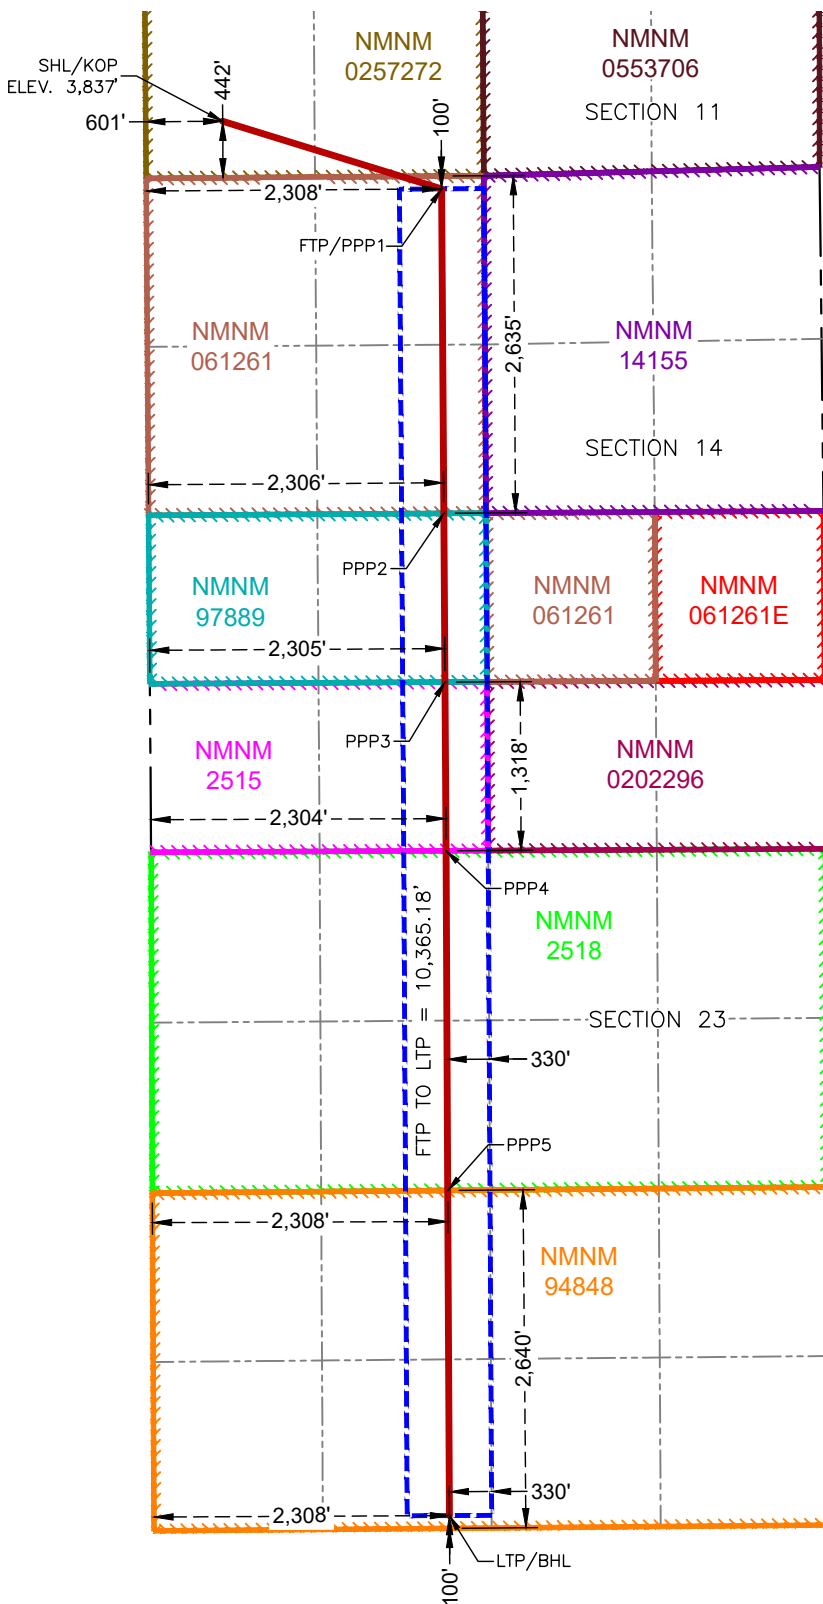 NMNM
0257272
NMNM
0553706
SHL/KOP
ELEV. 3,837'
442'
SECTION 11
601'
100'
2,308'
FTP/PPP1
NMNM
061261
2,635'
NMNM
14155
SECTION 14
2,306'
PPP2
NMNM
97889
NMNM
061261
NMNM
061261E
2,305'
PPP3
NMNM
2515
1,318'
NMNM
0202296
2,304'
PPP4
FTP TO LTP = 10,365.18'
NMNM
2518
SECTION 23
330'
PPP5
2,308'
NMNM
94848
2,640'
330'
2,308'
LTP/BHL
100'